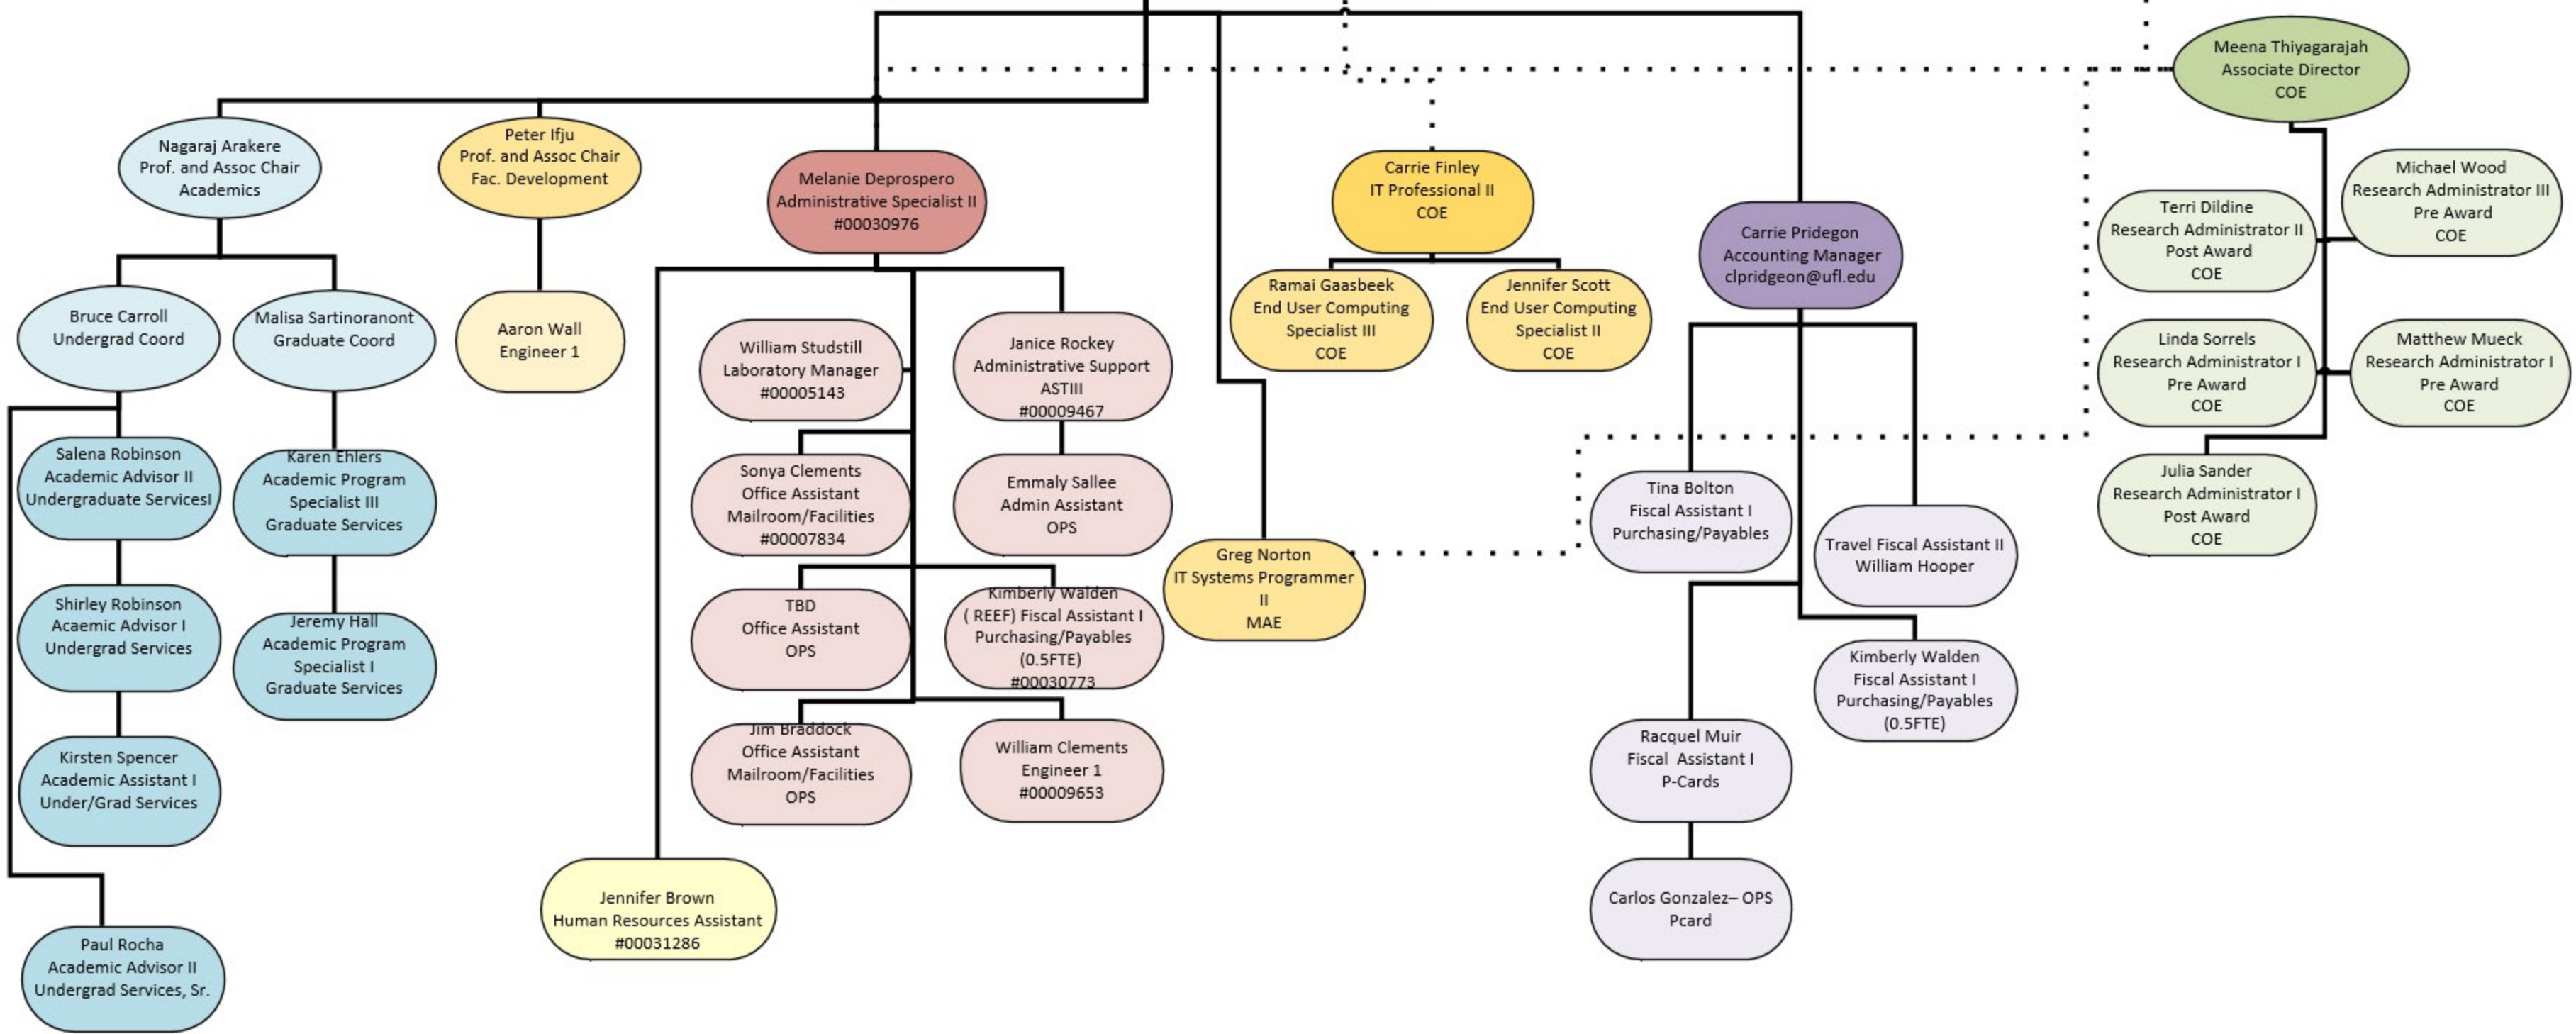 Meena Thiyagarajah
Associate Director
COE
Nagaraj Arakere
Prof. and Assoc Chair
Academics
Peter Ifju
Prof. and Assoc Chair
Fac. Development
Melanie Deprospero
Administrative Specialist II
#00030976
Carrie Finley
IT Professional II
COE
Carrie Pridegon
Accounting Manager
clpridgeon@ufl.edu
Michael Wood
Research Administrator III
Pre Award
COE
Terri Dildine
Research Administrator II
Post Award
COE
Bruce Carroll
Undergrad Coord
Malisa Sartinoranont
Graduate Coord
Aaron Wall
Engineer 1
William Studstill
Laboratory Manager
#00005143
Janice Rockey
Administrative Support
ASTIII
#00009467
Ramai Gaasbeek
End User Computing
Specialist III
COE
Jennifer Scott
End User Computing
Specialist II
COE
Linda Sorrels
Research Administrator I
Pre Award
COE
Matthew Mueck
Research Administrator I
Pre Award
COE
Salena Robinson
Academic Advisor II
Undergraduate ServicesI
Karen Ehlers
Academic Program
Specialist III
Graduate Services
Sonya Clements
Office Assistant
Mailroom/Facilities
#00007834
Emmaly Sallee
Admin Assistant
OPS
Greg Norton
IT Systems Programmer
II
MAE
Tina Bolton
Fiscal Assistant I
Purchasing/Payables
Travel Fiscal Assistant II
William Hooper
Julia Sander
Research Administrator I
Post Award
COE
Shirley Robinson
Acaemic Advisor I
Undergrad Services
Jeremy Hall
Academic Program
Specialist I
Graduate Services
TBD
Office Assistant
OPS
Kimberly Walden
( REEF) Fiscal Assistant I
Purchasing/Payables
(0.5FTE)
#00030773
Kimberly Walden
Fiscal Assistant I
Purchasing/Payables
(0.5FTE)
Kirsten Spencer
Academic Assistant I
Under/Grad Services
Jim Braddock
Office Assistant
Mailroom/Facilities
OPS
William Clements
Engineer 1
#00009653
Racquel Muir
Fiscal  Assistant I
P-Cards
Jennifer Brown
Human Resources Assistant
#00031286
Carlos Gonzalez– OPS
Pcard
Paul Rocha
Academic Advisor II
Undergrad Services, Sr.